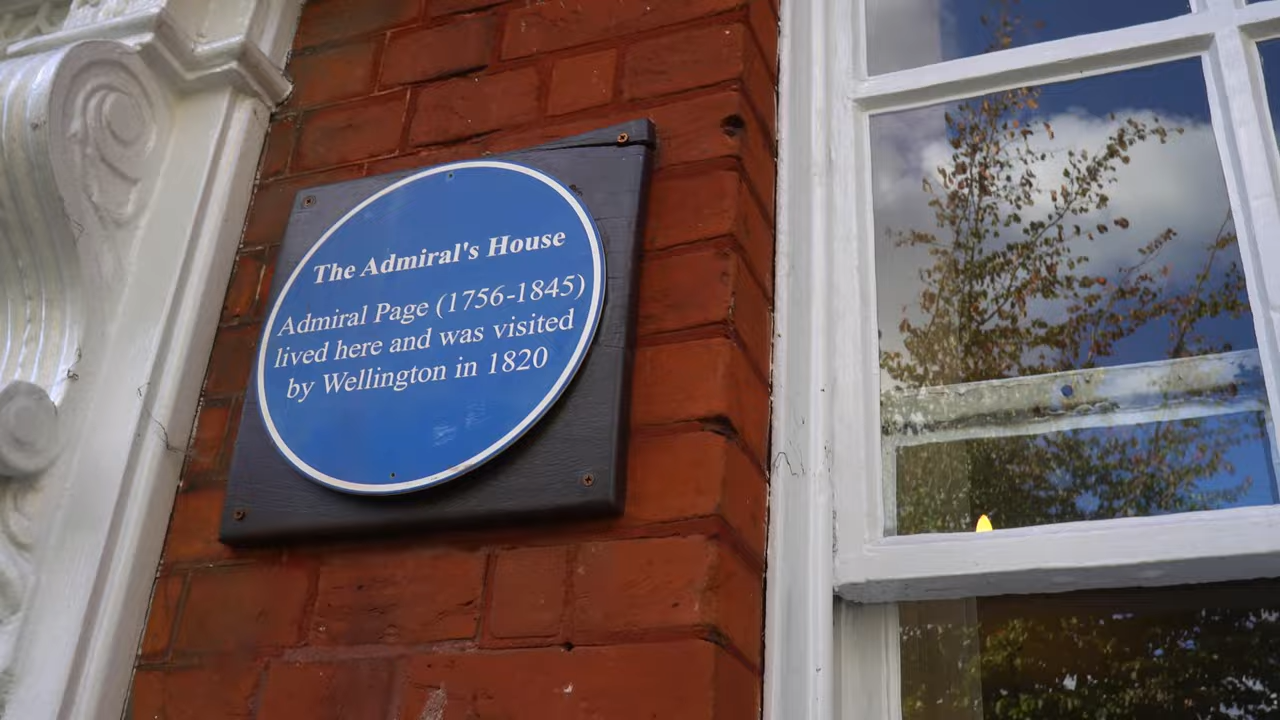 The Admiral's House
Admiral Page (1756-1845)
lived here and was visited
by Wellington in 1820